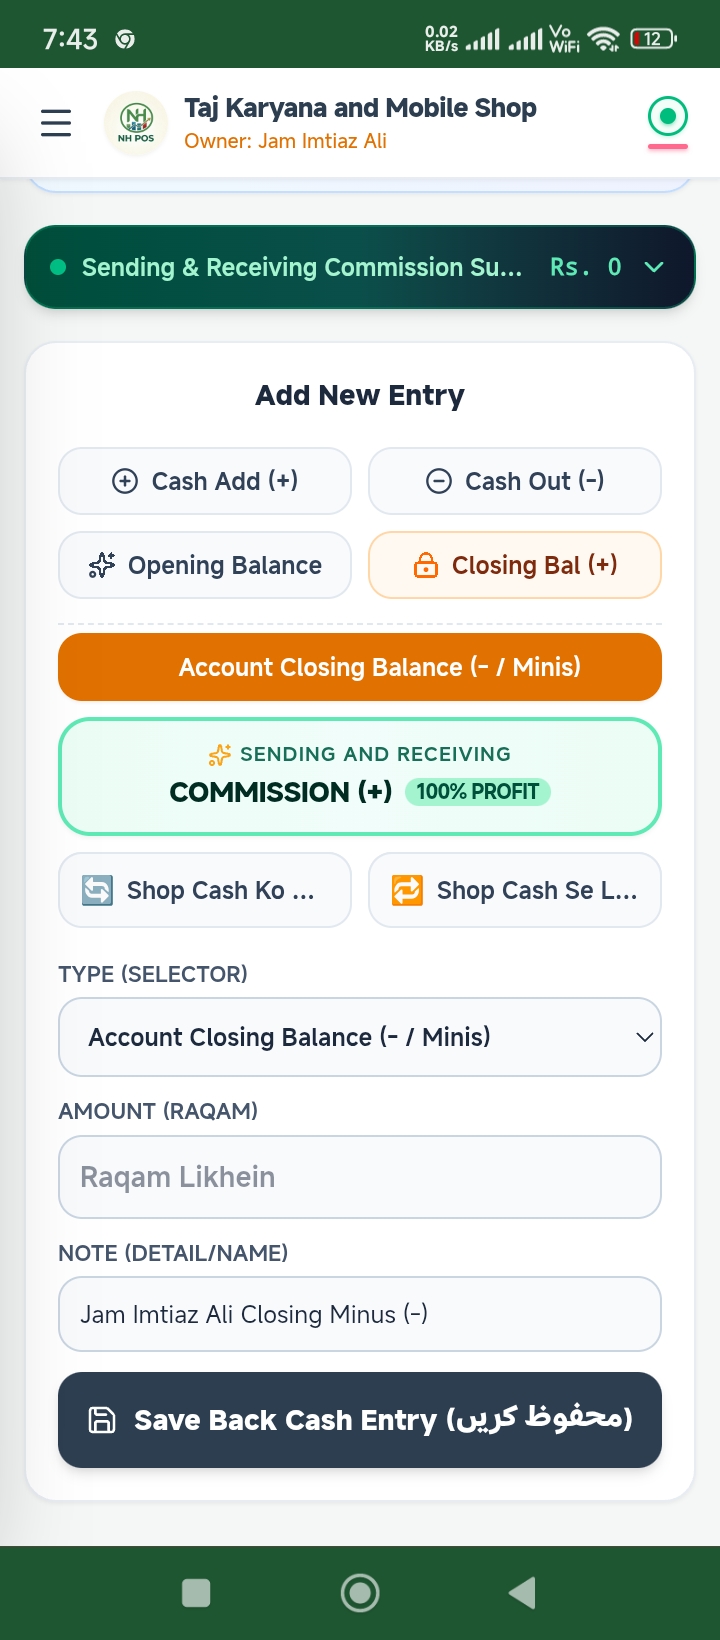 7:43
0.02
KB/s
Vo
WiFi
12
Taj Karyana and Mobile Shop
NH
NH POS
Owner: Jam Imtiaz Ali
Sending & Receiving Commission Su... Rs. 0
Add New Entry
Cash Add (+) Cash Out (-)
Opening Balance Closing Bal (+)
Account Closing Balance (- / Minis)
SENDING AND RECEIVING
COMMISSION (+) 100% PROFIT
Shop Cash Ko ... Shop Cash Se L...
TYPE (SELECTOR)
Account Closing Balance (- / Minis)
AMOUNT (RAQAM)
Raqam Likhein
NOTE (DETAIL/NAME)
Jam Imtiaz Ali Closing Minus (-)
Save Back Cash Entry (محفوظ کریں)